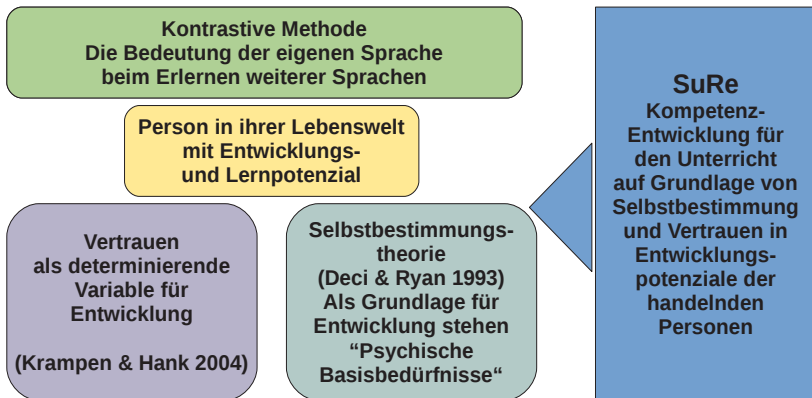 Kontrastive Methode
Die Bedeutung der eigenen Sprache
beim Erlernen weiterer Sprachen
Person in ihrer Lebenswelt
mit Entwicklungs-
und Lernpotenzial
Vertrauen
als determinierende
Variable für
Entwicklung
(Krampen & Hank 2004)
Selbstbestimmungs-
theorie
(Deci & Ryan 1993)
Als Grundlage für
Entwicklung stehen
“Psychische
Basisbedürfnisse“
SuRe
Kompetenz-
Entwicklung für
den Unterricht
auf Grundlage von
Selbstbestimmung
und Vertrauen in
Entwicklungs-
potenziale der
handelnden
Personen